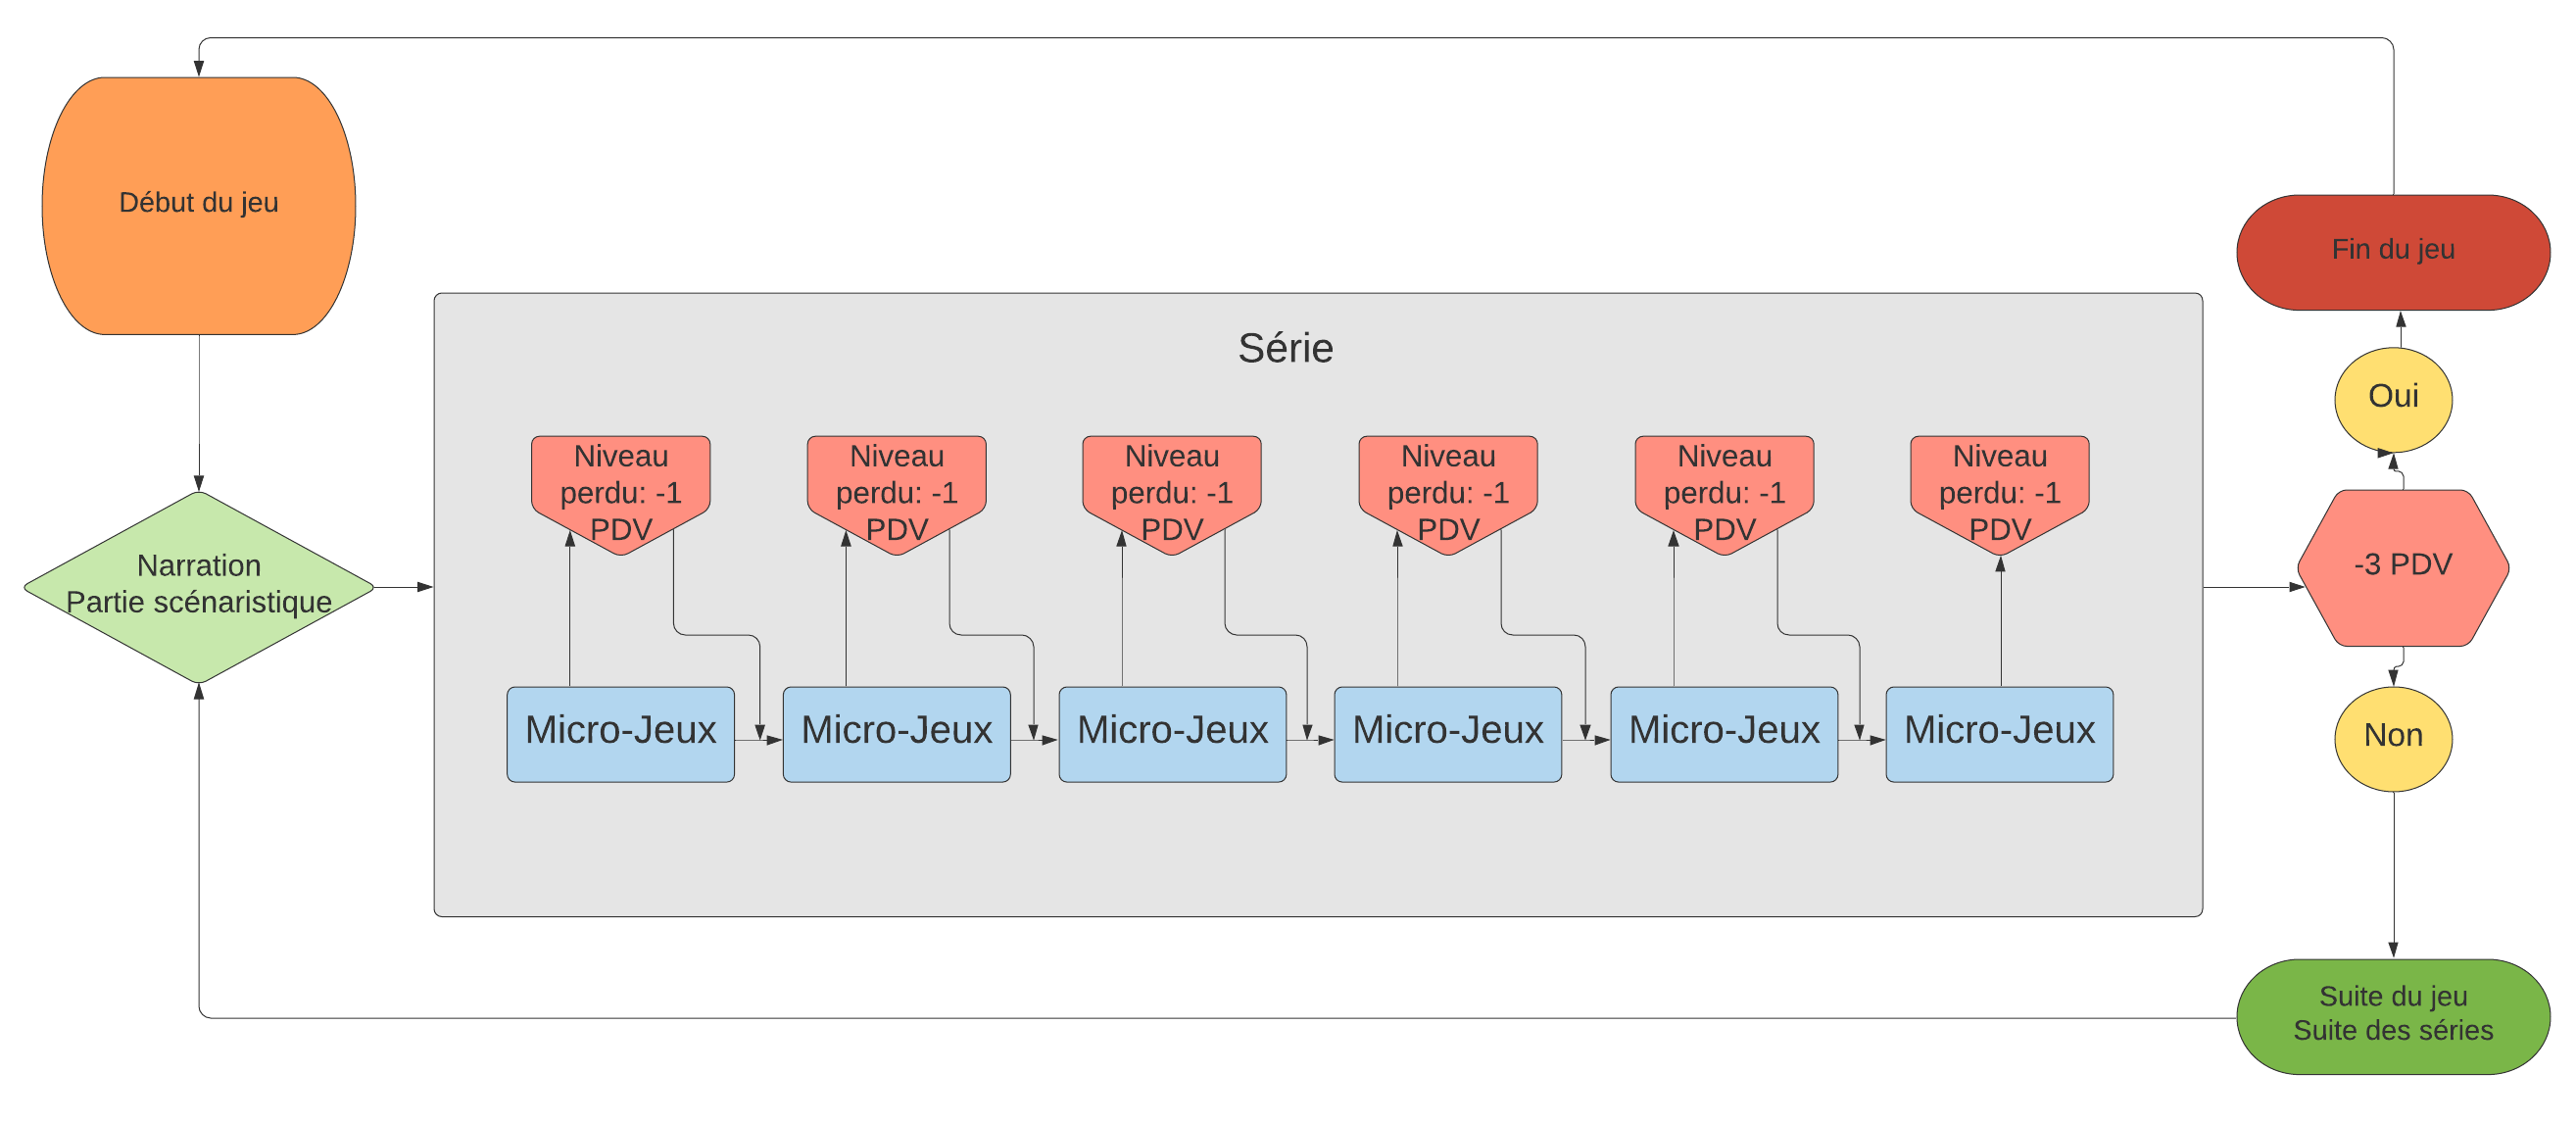 Début du jeu
Fin du jeu
Série
Oui
Niveau
perdu: -1
PDV
Niveau
perdu: -1
PDV
Niveau
perdu: -1
PDV
Niveau
perdu: -1
PDV
Niveau
perdu: -1
PDV
Niveau
perdu: -1
PDV
Narration
Partie scénaristique
-3 PDV
Micro-Jeux
Micro-Jeux
Micro-Jeux
Micro-Jeux
Micro-Jeux
Micro-Jeux
Non
Suite du jeu
Suite des séries